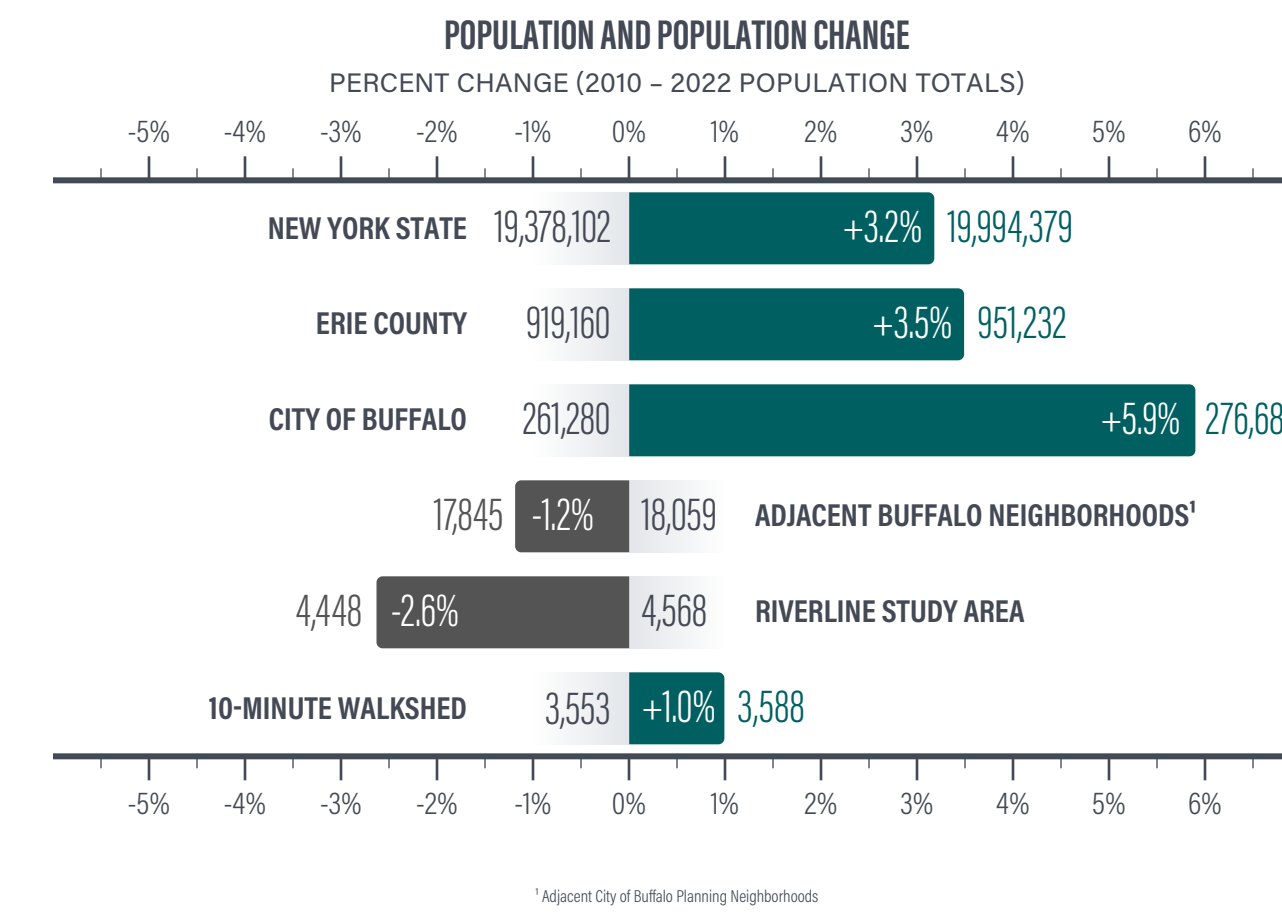 POPULATION AND POPULATION CHANGE
PERCENT CHANGE (2010 – 2022 POPULATION TOTALS)
-5% -4% -3% -2% -1% 0% 1% 2% 3% 4% 5% 6%
NEW YORK STATE 19,378,102 +3.2% 19,994,379
ERIE COUNTY 919,160 +3.5% 951,232
CITY OF BUFFALO 261,280 +5.9% 276,68
17,845 -1.2% 18,059 ADJACENT BUFFALO NEIGHBORHOODS¹
4,448 -2.6% 4,568 RIVERLINE STUDY AREA
10-MINUTE WALKSHED 3,553 +1.0% 3,588
-5% -4% -3% -2% -1% 0% 1% 2% 3% 4% 5% 6%
¹ Adjacent City of Buffalo Planning Neighborhoods